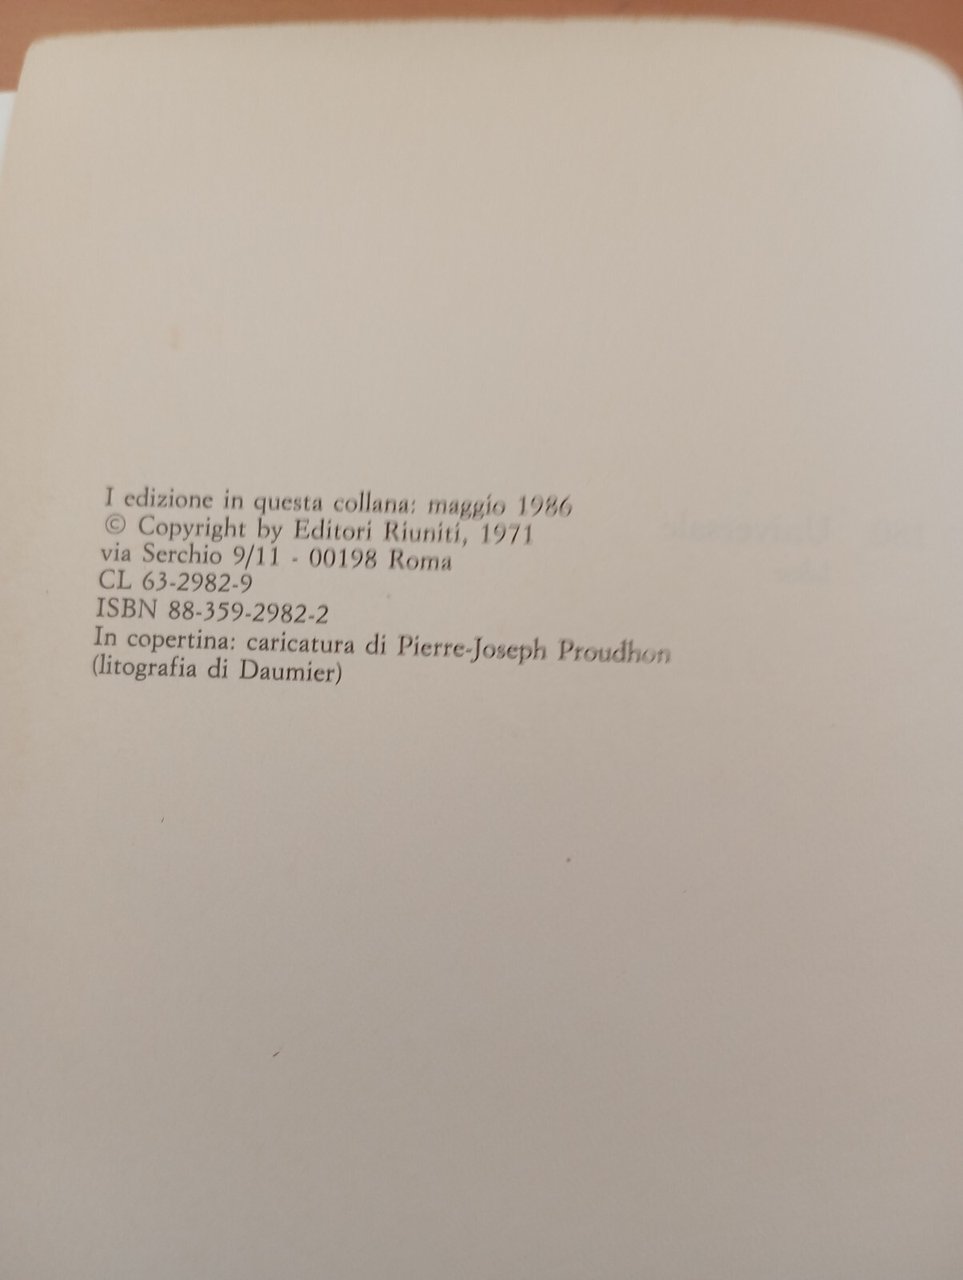 I edizione in questa collana: maggio 1986
© Copyright by Editori Riuniti, 1971
via Serchio 9/11 - 00198 Roma
CL 63-2982-9
ISBN 88-359-2982-2
In copertina: caricatura di Pierre-Joseph Proudhon
(litografia di Daumier)